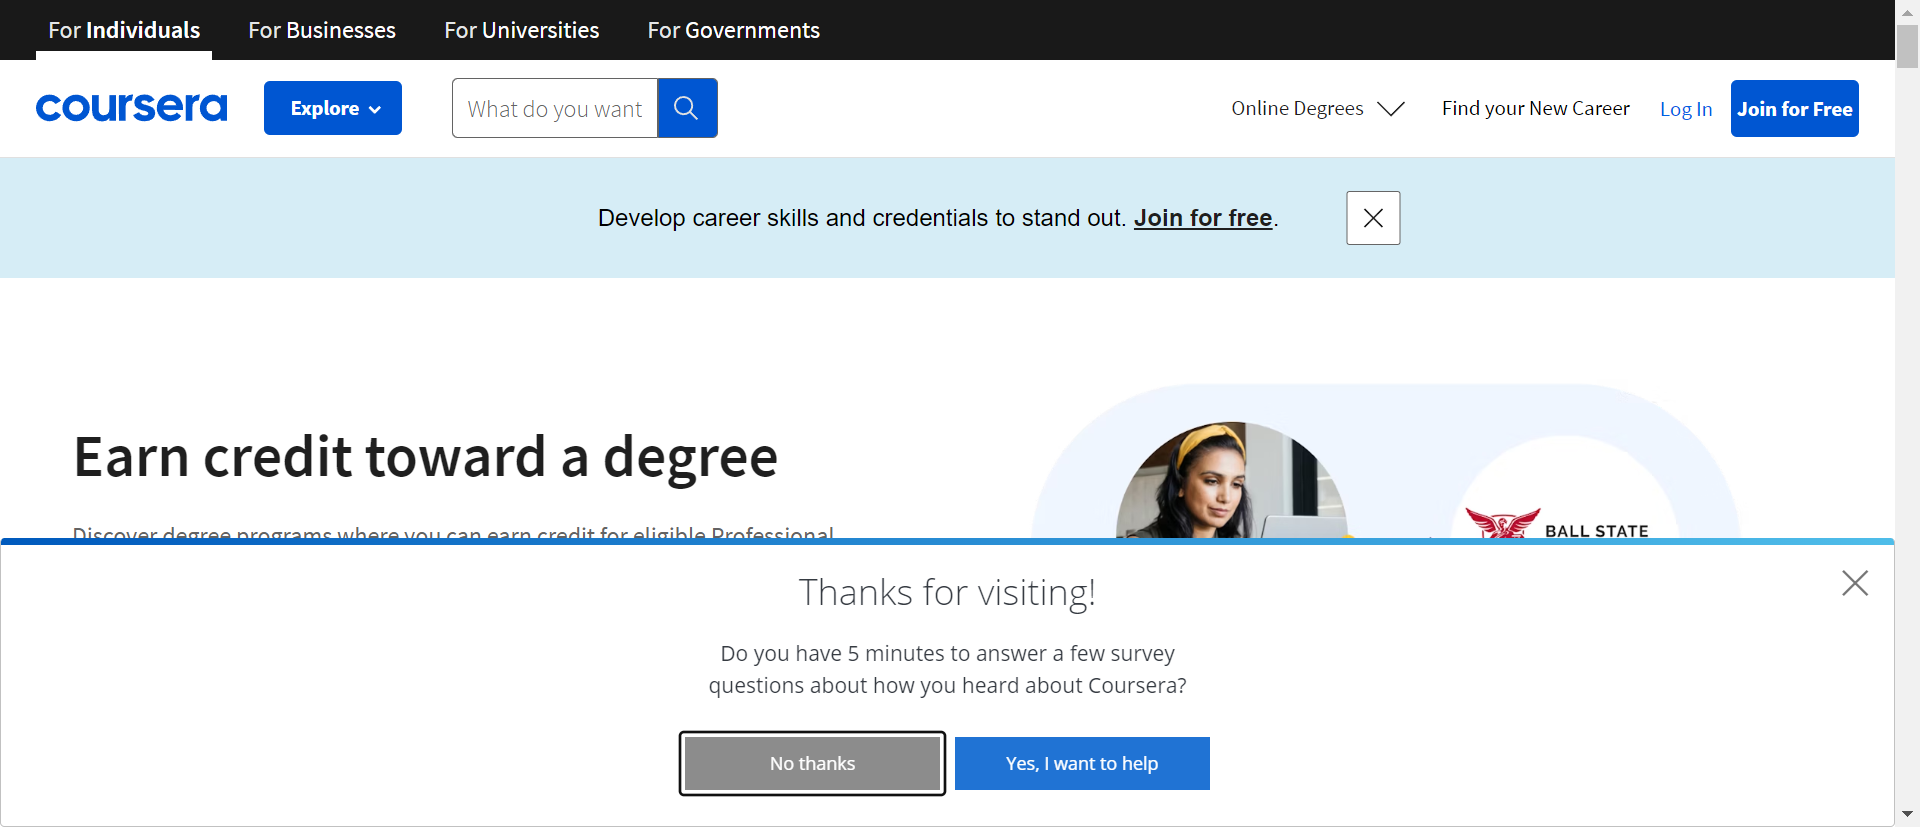 For Individuals
For Businesses
For Universities
For Governments
coursera
Explore
What do you want
Online Degrees
Find your New Career
Log In
Join for Free
Develop career skills and credentials to stand out. Join for free.
Earn credit toward a degree
Discover degree programs where you can earn credit for eligible Professional
BALL STATE
Thanks for visiting!
Do you have 5 minutes to answer a few survey
questions about how you heard about Coursera?
No thanks
Yes, I want to help